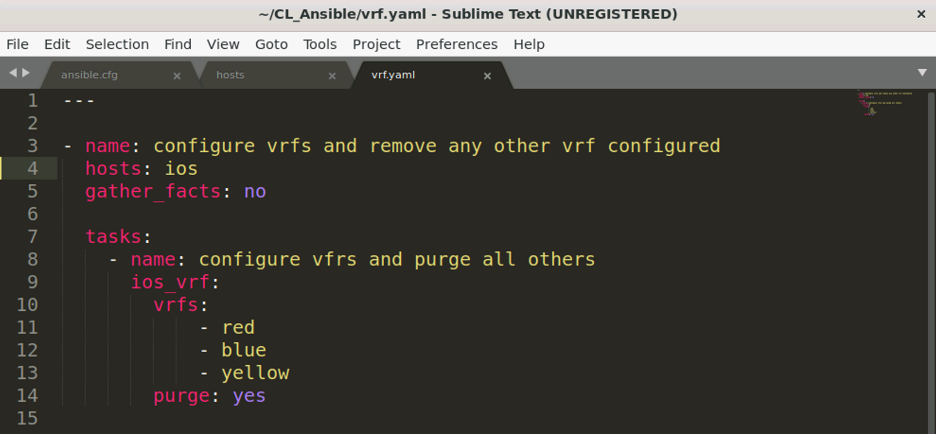 ~/CL_Ansible/vrf.yaml - Sublime Text (UNREGISTERED) ×
File Edit Selection Find View Goto Tools Project Preferences Help
ansible.cfg × hosts × vrf.yaml ×
1 ---
2
3 - name: configure vrfs and remove any other vrf configured
4   hosts: ios
5   gather_facts: no
6
7   tasks:
8     - name: configure vfrs and purge all others
9       ios_vrf:
10         vrfs:
11             - red
12             - blue
13             - yellow
14         purge: yes
15